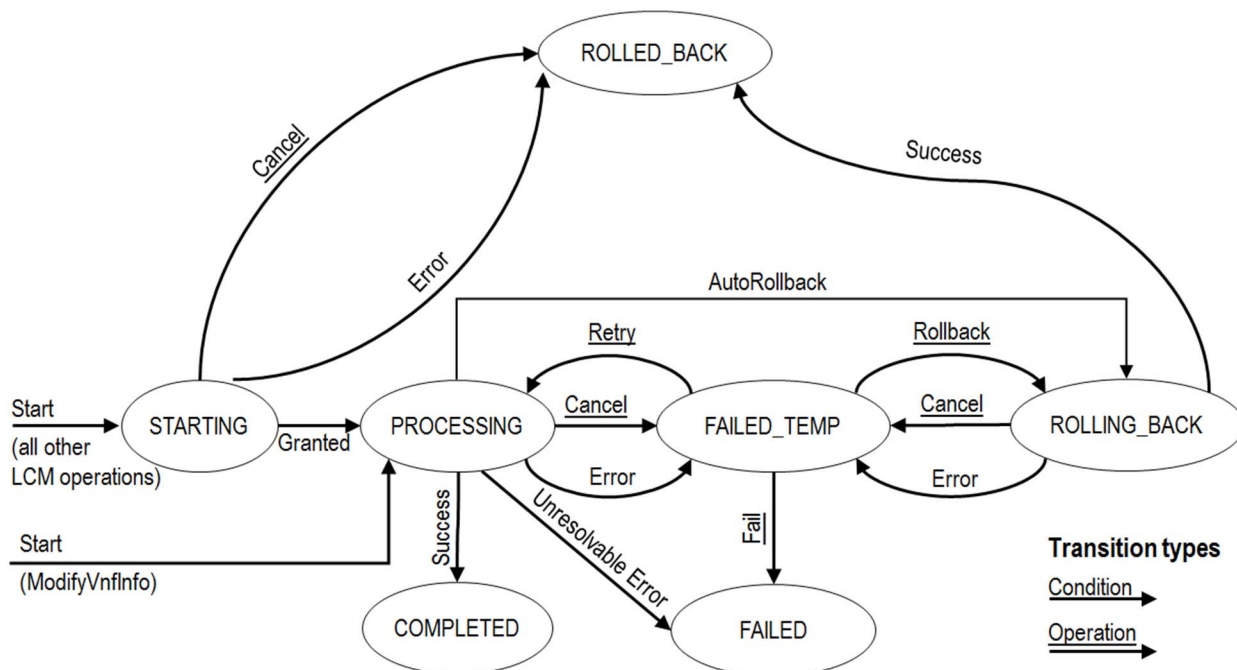 ROLLED_BACK
Cancel
Success
Error
AutoRollback
Retry
Rollback
Start
(all other
LCM operations)
STARTING
Granted
PROCESSING
Cancel
FAILED_TEMP
Cancel
ROLLING_BACK
Error
Error
Success
Unresolvable Error
Fail
Start
(ModifyVnfInfo)
COMPLETED
FAILED
Transition types
Condition
Operation